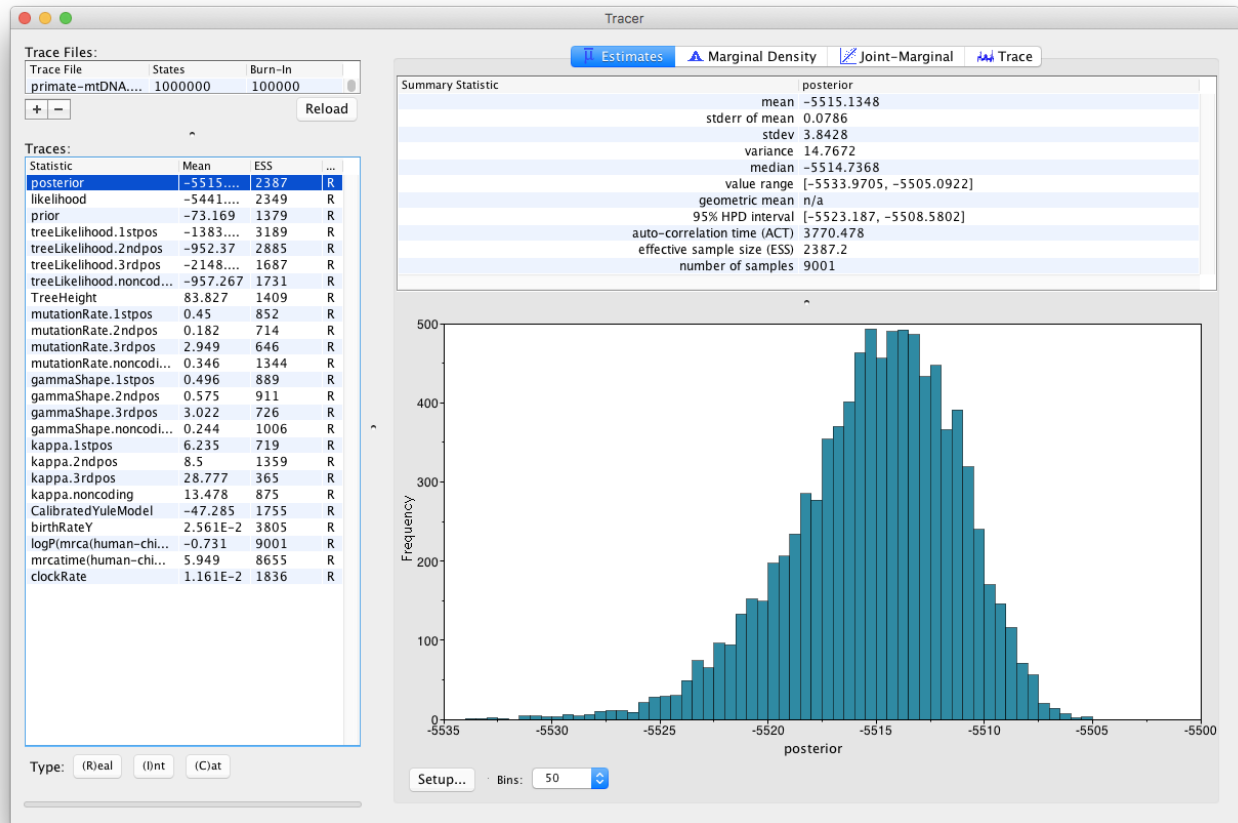 Tracer
Trace Files:
Trace File States Burn-In
primate-mtDNA.... 1000000 100000
+ − Reload
Traces:
Statistic Mean ESS ...
posterior -5515.... 2387 R
likelihood -5441.... 2349 R
prior -73.169 1379 R
treeLikelihood.1stpos -1383.... 3189 R
treeLikelihood.2ndpos -952.37 2885 R
treeLikelihood.3rdpos -2148.... 1687 R
treeLikelihood.noncod... -957.267 1731 R
TreeHeight 83.827 1409 R
mutationRate.1stpos 0.45 852 R
mutationRate.2ndpos 0.182 714 R
mutationRate.3rdpos 2.949 646 R
mutationRate.noncodi... 0.346 1344 R
gammaShape.1stpos 0.496 889 R
gammaShape.2ndpos 0.575 911 R
gammaShape.3rdpos 3.022 726 R
gammaShape.noncodi... 0.244 1006 R
kappa.1stpos 6.235 719 R
kappa.2ndpos 8.5 1359 R
kappa.3rdpos 28.777 365 R
kappa.noncoding 13.478 875 R
CalibratedYuleModel -47.285 1755 R
birthRateY 2.561E-2 3805 R
logP(mrca(human-chi... -0.731 9001 R
mrcatime(human-chi... 5.949 8655 R
clockRate 1.161E-2 1836 R
Type: (R)eal (I)nt (C)at
Estimates Marginal Density Joint-Marginal Trace
Summary Statistic posterior
mean -5515.1348
stderr of mean 0.0786
stdev 3.8428
variance 14.7672
median -5514.7368
value range [-5533.9705, -5505.0922]
geometric mean n/a
95% HPD interval [-5523.187, -5508.5802]
auto-correlation time (ACT) 3770.478
effective sample size (ESS) 2387.2
number of samples 9001
500
400
300
200
100
0
Frequency
-5535 -5530 -5525 -5520 -5515 -5510 -5505 -5500
posterior
Setup... Bins: 50